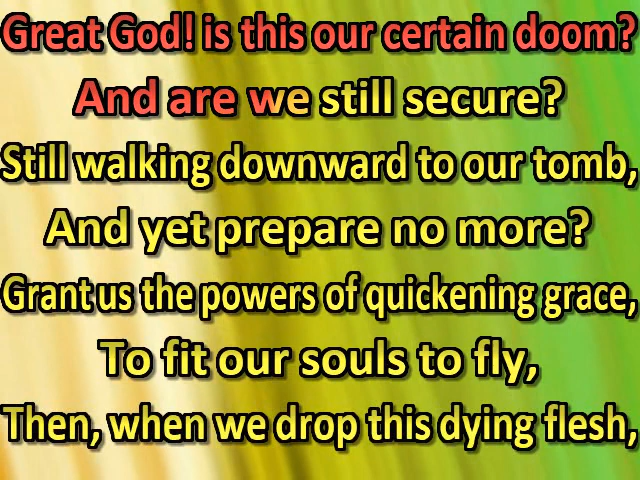 Great God! is this our certain doom?
And are we still secure?
Still walking downward to our tomb,
And yet prepare no more?
Grant us the powers of quickening grace,
To fit our souls to fly,
Then, when we drop this dying flesh,